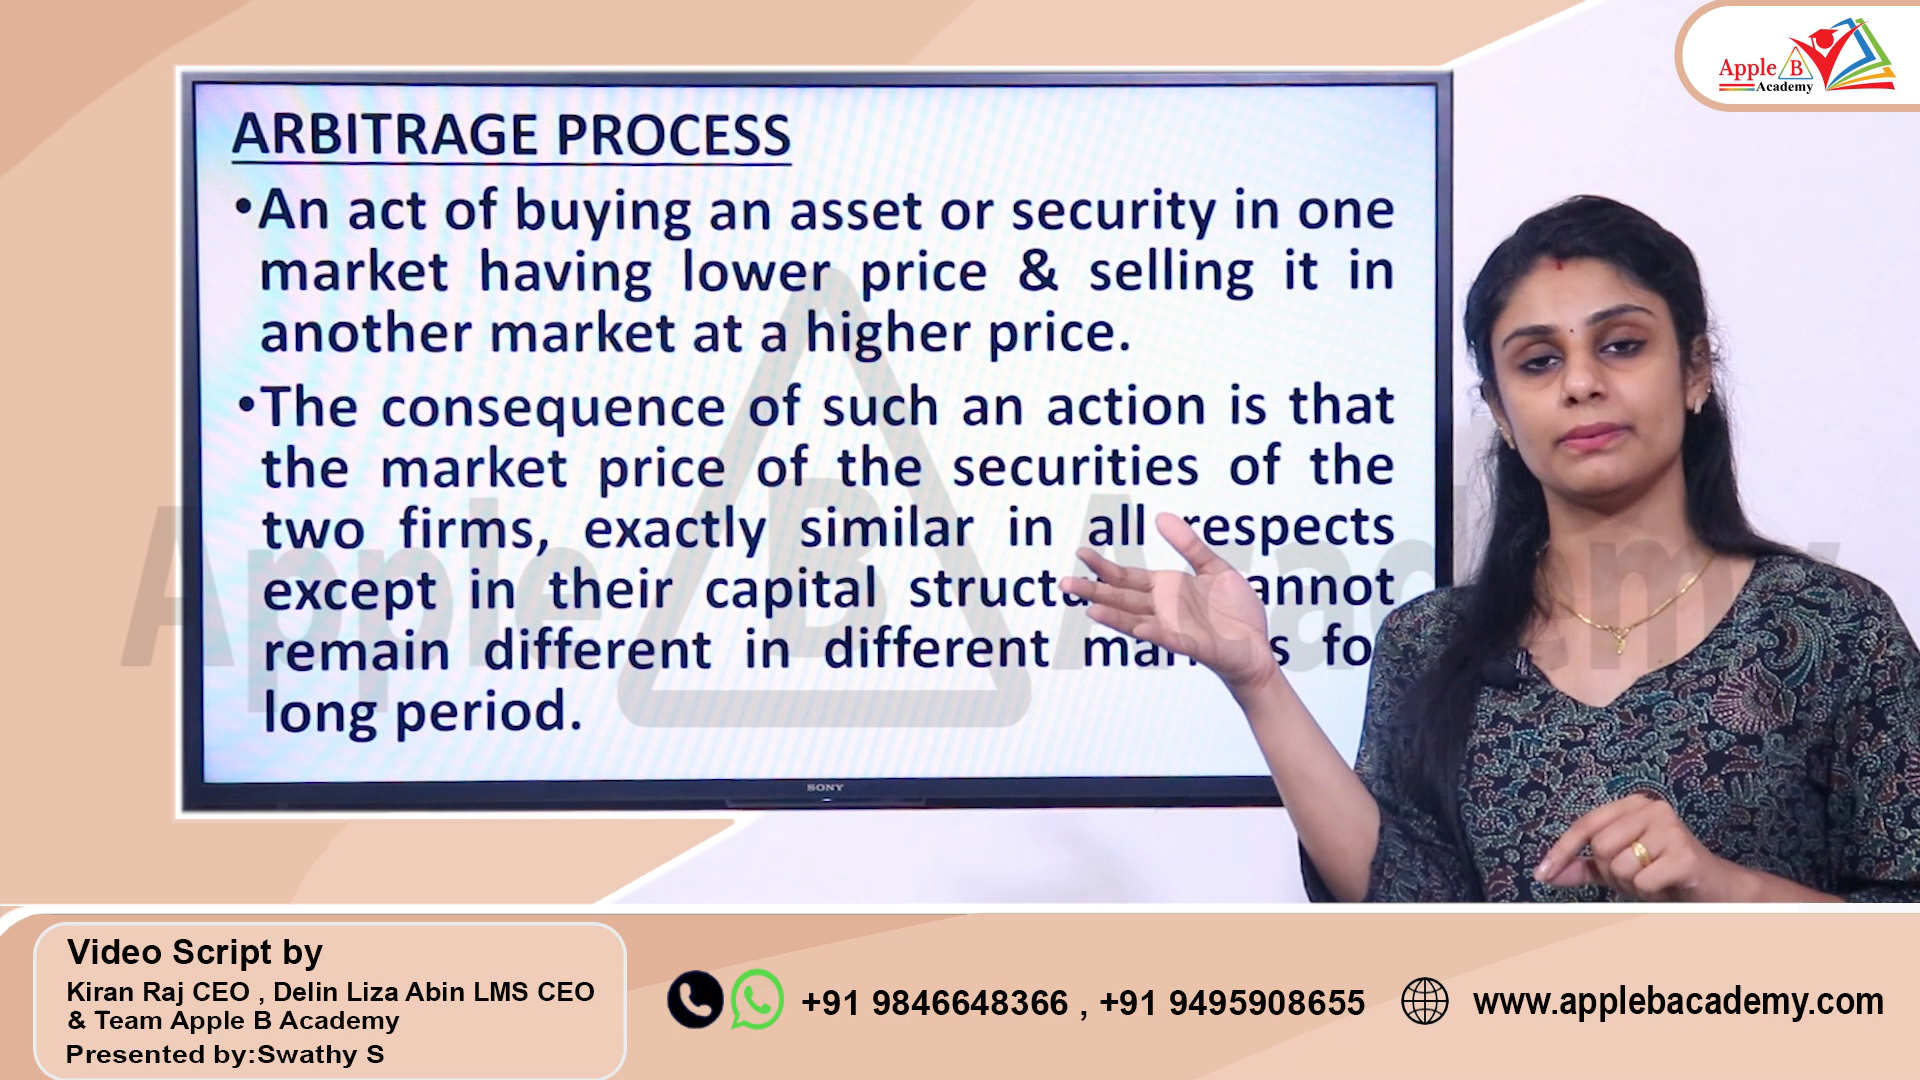 Apple B
Academy
ARBITRAGE PROCESS
•An act of buying an asset or security in one
market having lower price & selling it in
another market at a higher price.
•The consequence of such an action is that
the market price of the securities of the
two firms, exactly similar in all respects
except in their capital
remain different in different
long period.
Apple B Academy
SONY
Video Script by
Kiran Raj CEO , Delin Liza Abin LMS CEO
& Team Apple B Academy
Presented by:Swathy S
+91 9846648366 , +91 9495908655
www.applebacademy.com